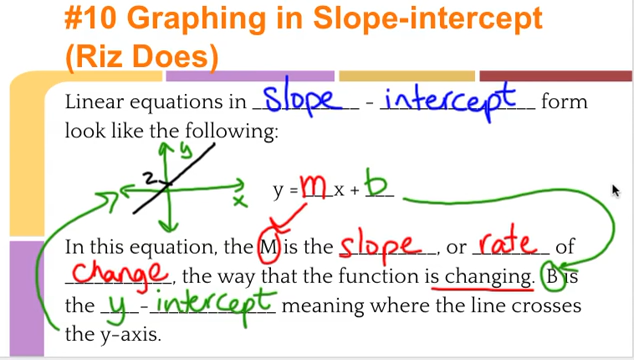 #10 Graphing in Slope-intercept
(Riz Does)
Linear equations in slope - intercept form
look like the following:
y
2
x
y = m x + b
In this equation, the M is the slope, or rate of
change, the way that the function is changing. B is
the y-intercept meaning where the line crosses
the y-axis.